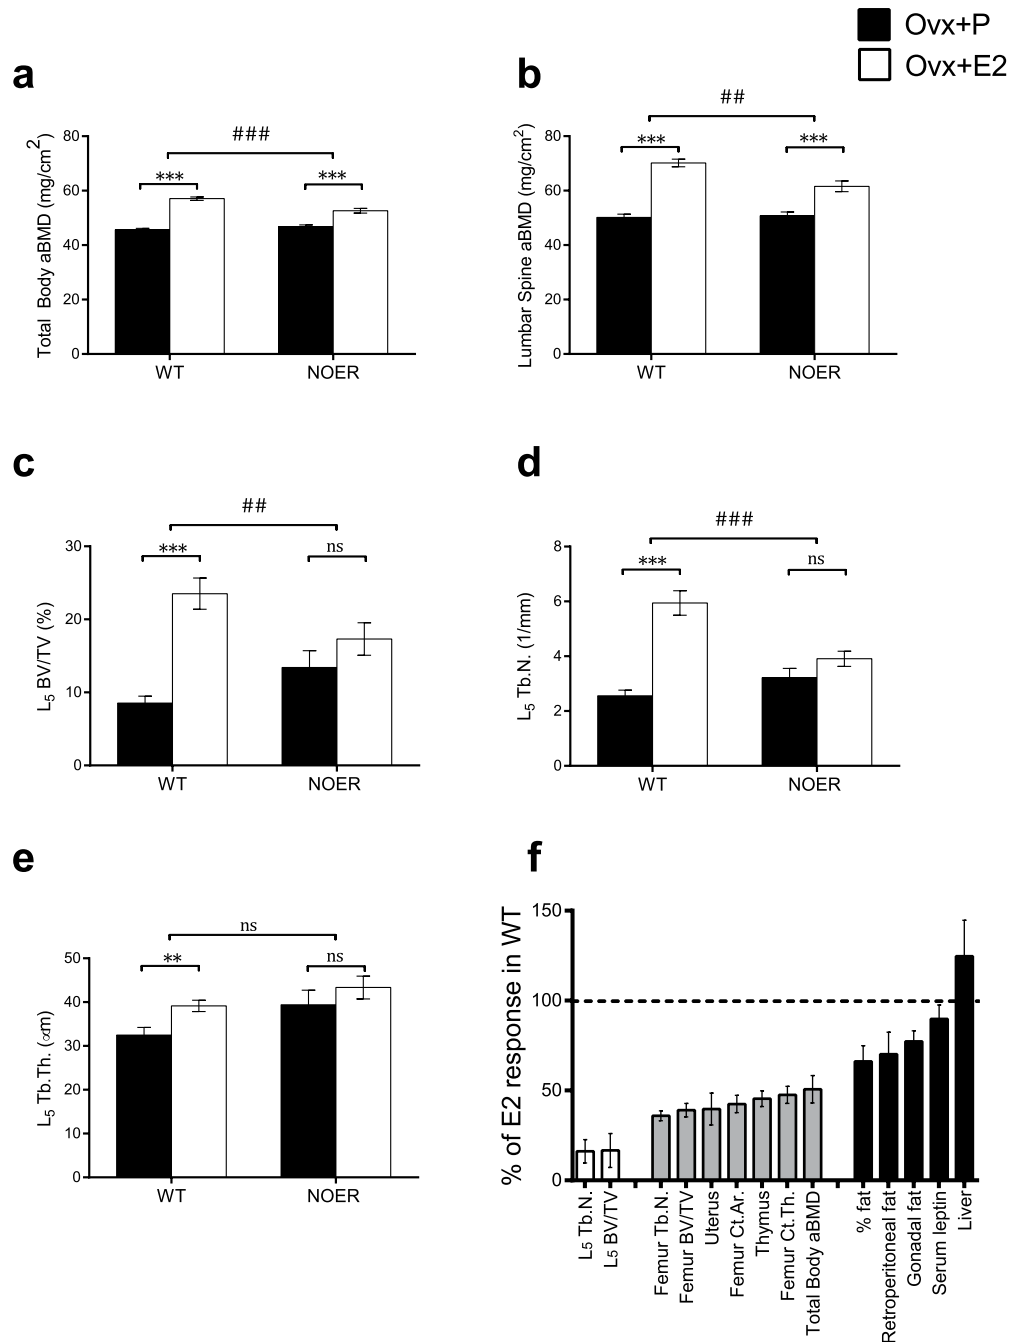 Ovx+P
Ovx+E2
a
b
###
***
***
80
60
40
20
0
Total Body aBMD (mg/cm2)
WT
NOER
##
***
***
80
60
40
20
0
Lumbar Spine aBMD (mg/cm2)
WT
NOER
c
d
##
***
ns
30
20
10
0
L5 BV/TV (%)
WT
NOER
###
***
ns
8
6
4
2
0
L5 Tb.N. (1/mm)
WT
NOER
e
f
ns
**
ns
50
40
30
20
10
0
L5 Tb.Th. (∝m)
WT
NOER
150
100
50
0
% of E2 response in WT
L5 Tb.N.
L5 BV/TV
Femur Tb.N.
Femur BV/TV
Uterus
Femur Ct.Ar.
Thymus
Femur Ct.Th.
Total Body aBMD
% fat
Retroperitoneal fat
Gonadal fat
Serum leptin
Liver